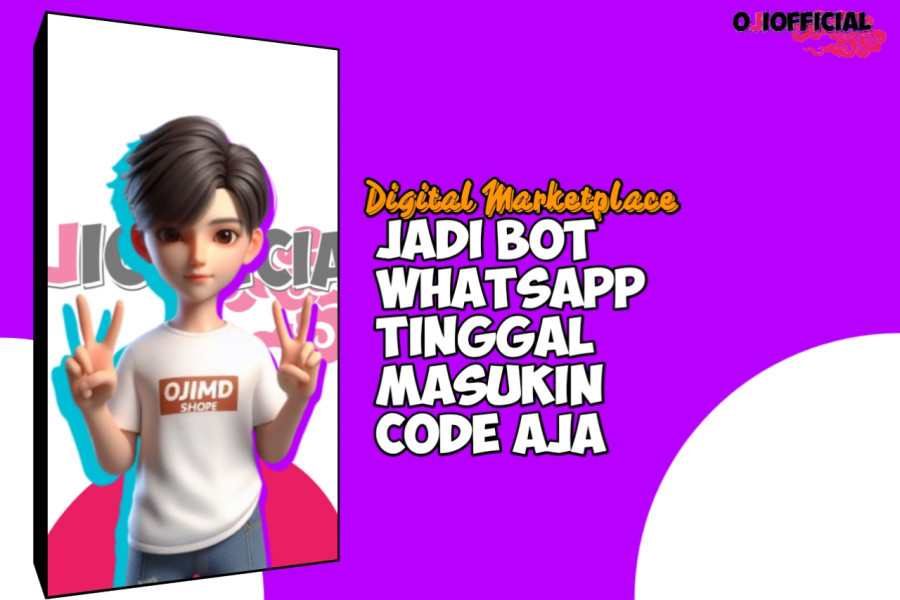 OJIOFFICIAL
Digital Marketplace
JADI BOT
WHATSAPP
TINGGAL
MASUKIN
CODE AJA
OJIMD
SHOPE